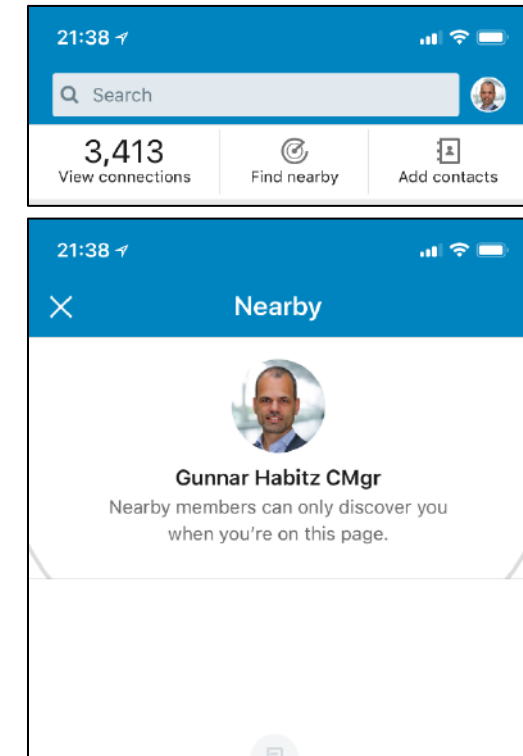 21:38
Search
3,413
View connections
Find nearby
Add contacts
21:38
Nearby
Gunnar Habitz CMgr
Nearby members can only discover you
when you're on this page.